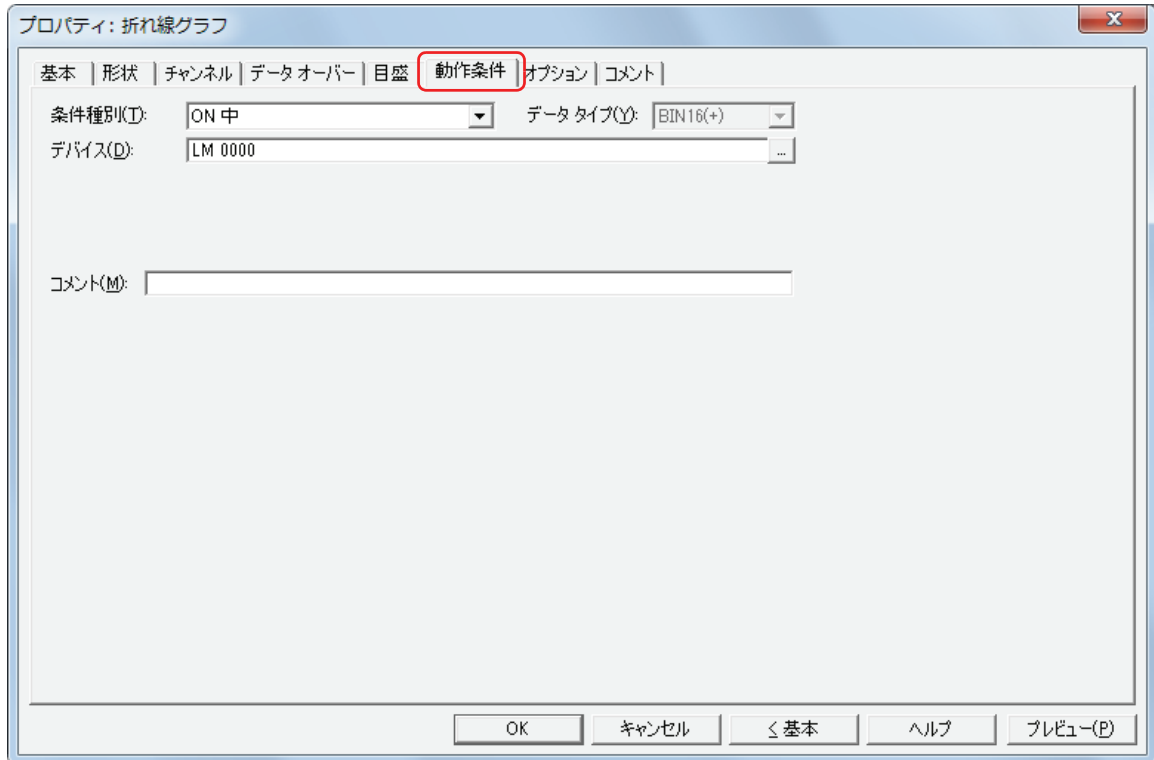 プロパティ: 折れ線グラフ
基本 形状 チャンネル データ オーバー 目盛 動作条件 オプション コメント
条件種別(T): ON 中 データ タイプ(Y): BIN16(+)
デバイス(D): LM 0000 ...
コメント(M):
OK キャンセル < 基本 ヘルプ プレビュー(P)